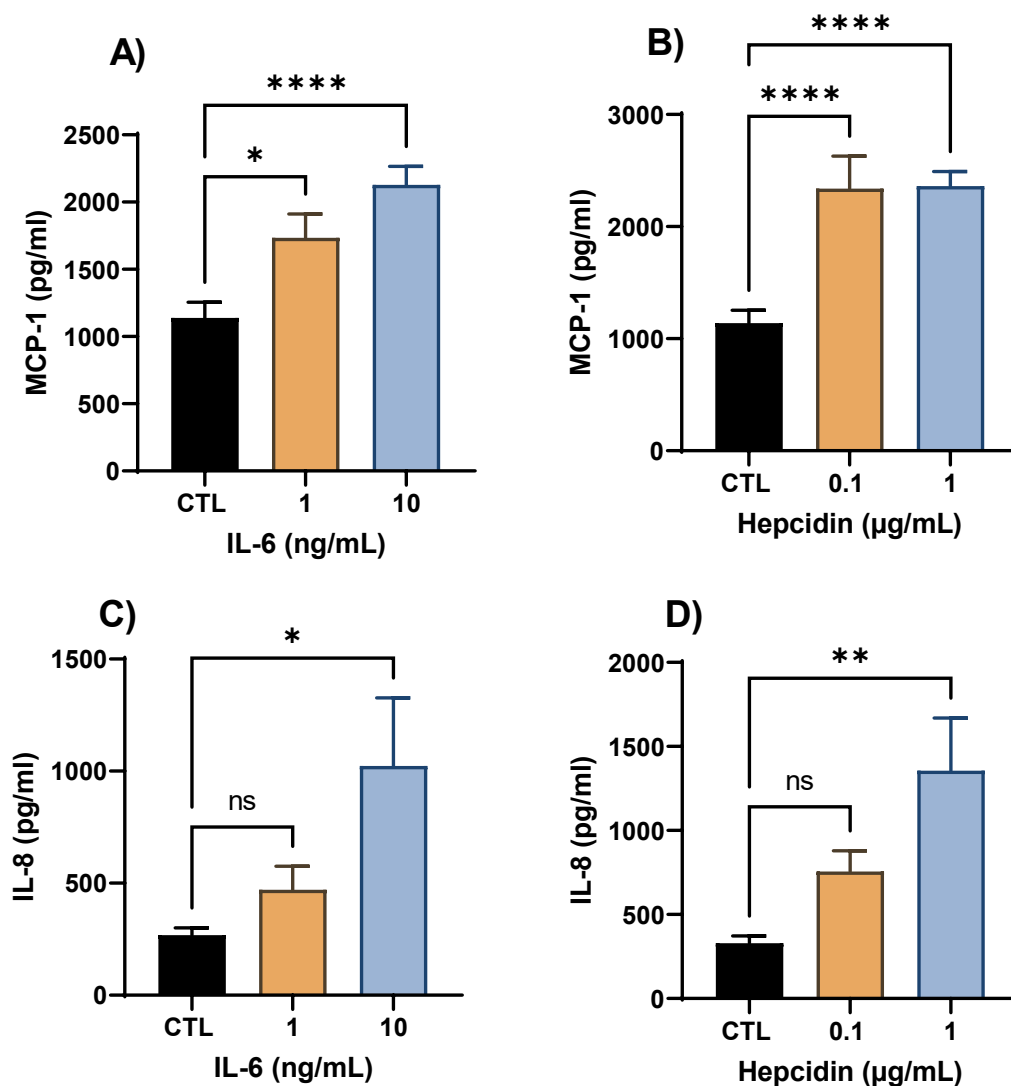 A)
****
*
2500
2000
1500
1000
500
0
MCP-1 (pg/ml)
CTL 1 10
IL-6 (ng/mL)
B)
****
****
3000
2000
1000
0
MCP-1 (pg/ml)
CTL 0.1 1
Hepcidin (µg/mL)
C)
*
ns
1500
1000
500
0
IL-8 (pg/ml)
CTL 1 10
IL-6 (ng/mL)
D)
**
ns
2000
1500
1000
500
0
IL-8 (pg/ml)
CTL 0.1 1
Hepcidin (µg/mL)